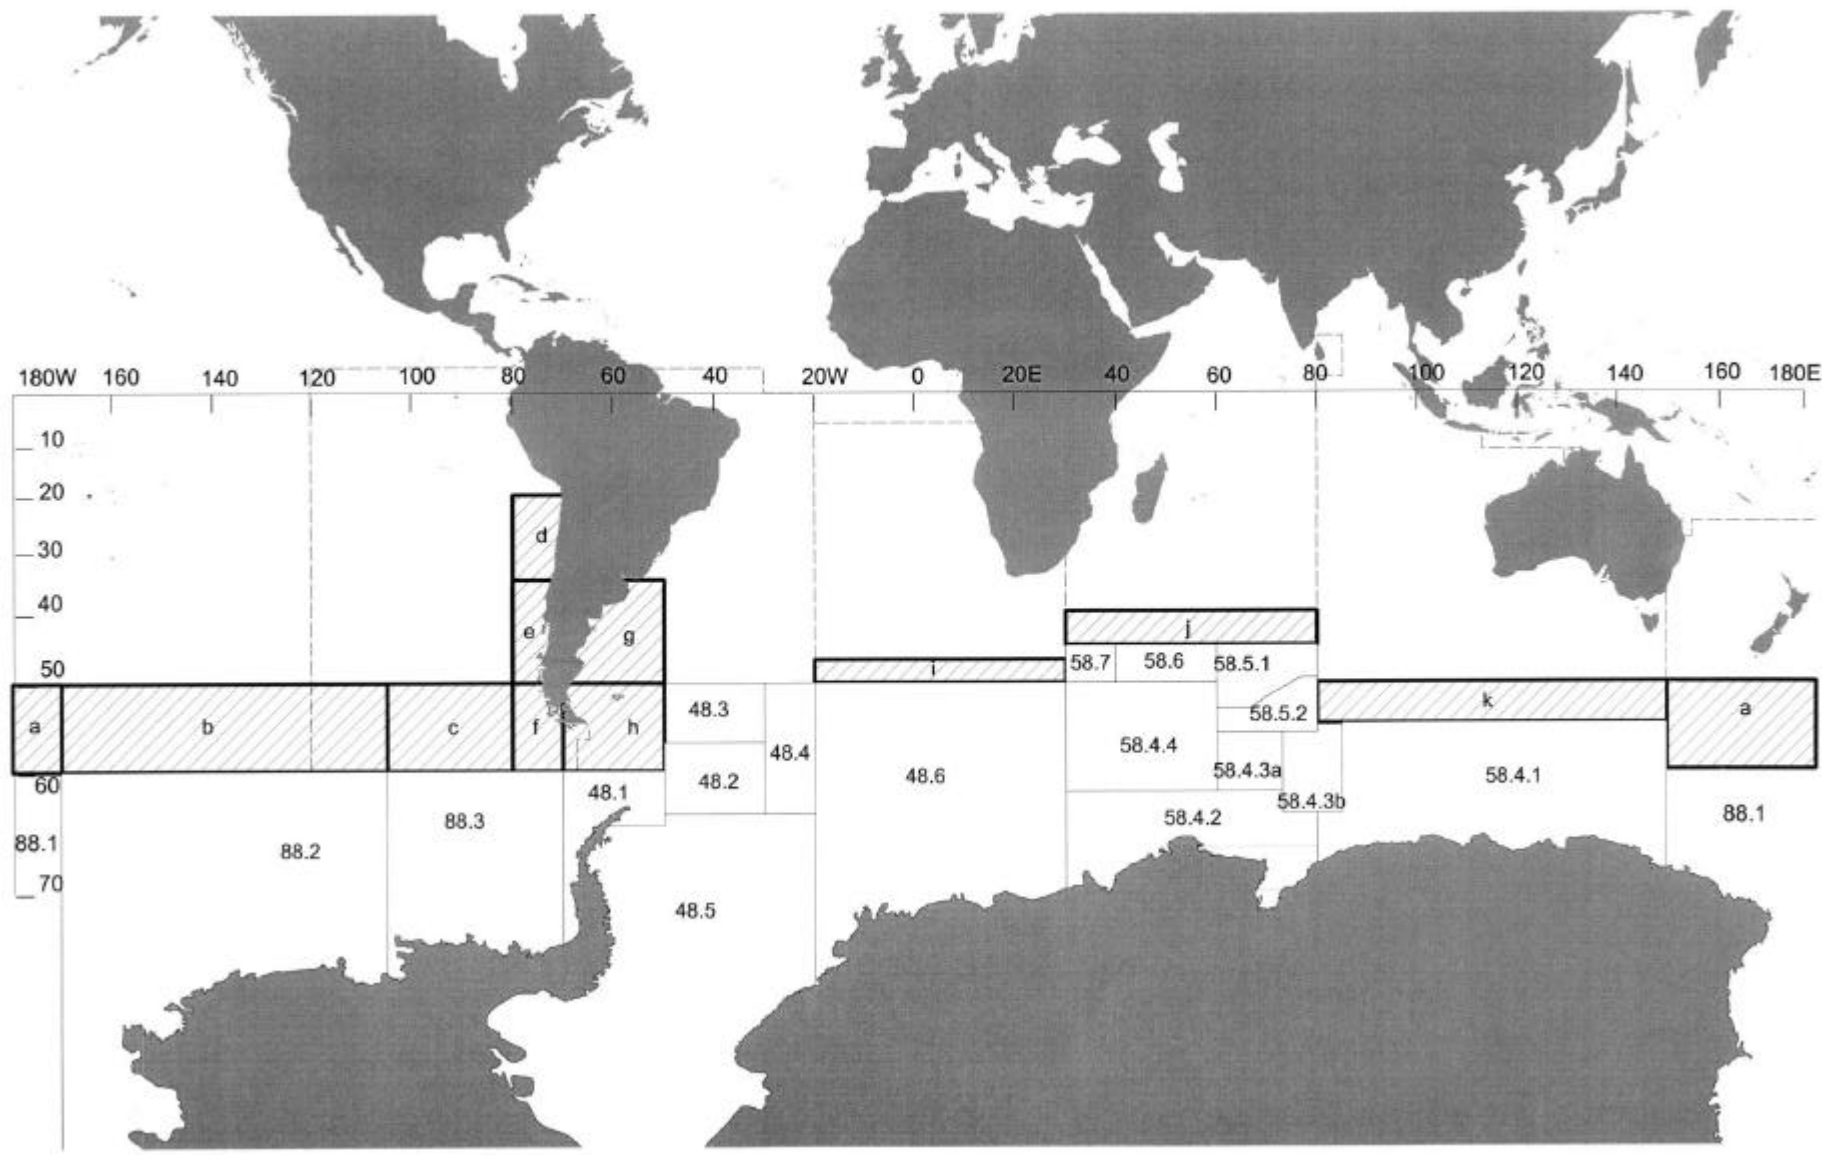 180W 160 140 120 100 80 60 40 20W 0 20E 40 60 80 100 120 140 160 180E
10
20
d
30
40
e g j
50
58.7 58.6 58.5.1
i
a b c f h 48.3 58.5.2 k a
48.4 58.4.4
60 48.1 48.2 48.6 58.4.3a 58.4.1
58.4.3b
88.1 88.2 88.3 58.4.2 88.1
70
48.5